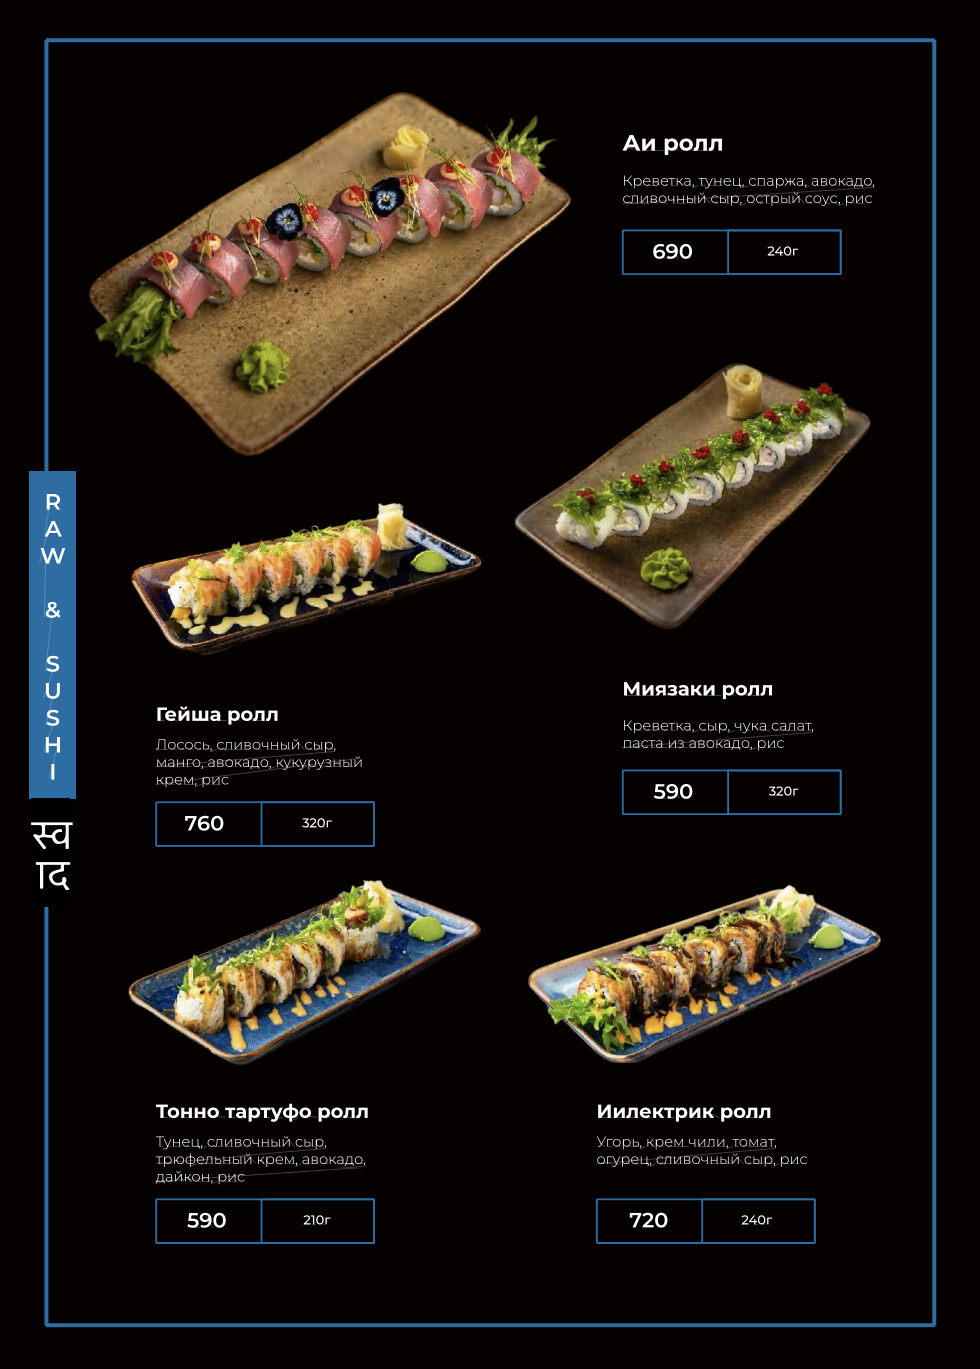 Аи ролл
Креветка, тунец, спаржа, авокадо,
сливочный сыр, острый соус, рис
690
240г
RAW & SUSHI
स्व
ाद
Гейша ролл
Лосось, сливочный сыр,
манго, авокадо, кукурузный
крем, рис
760
320г
Миязаки ролл
Креветка, сыр, чука салат,
паста из авокадо, рис
590
320г
Тонно тартуфо ролл
Тунец, сливочный сыр,
трюфельный крем, авокадо,
дайкон, рис
590
210г
Иилектрик ролл
Угорь, крем чили, томат,
огурец, сливочный сыр, рис
720
240г